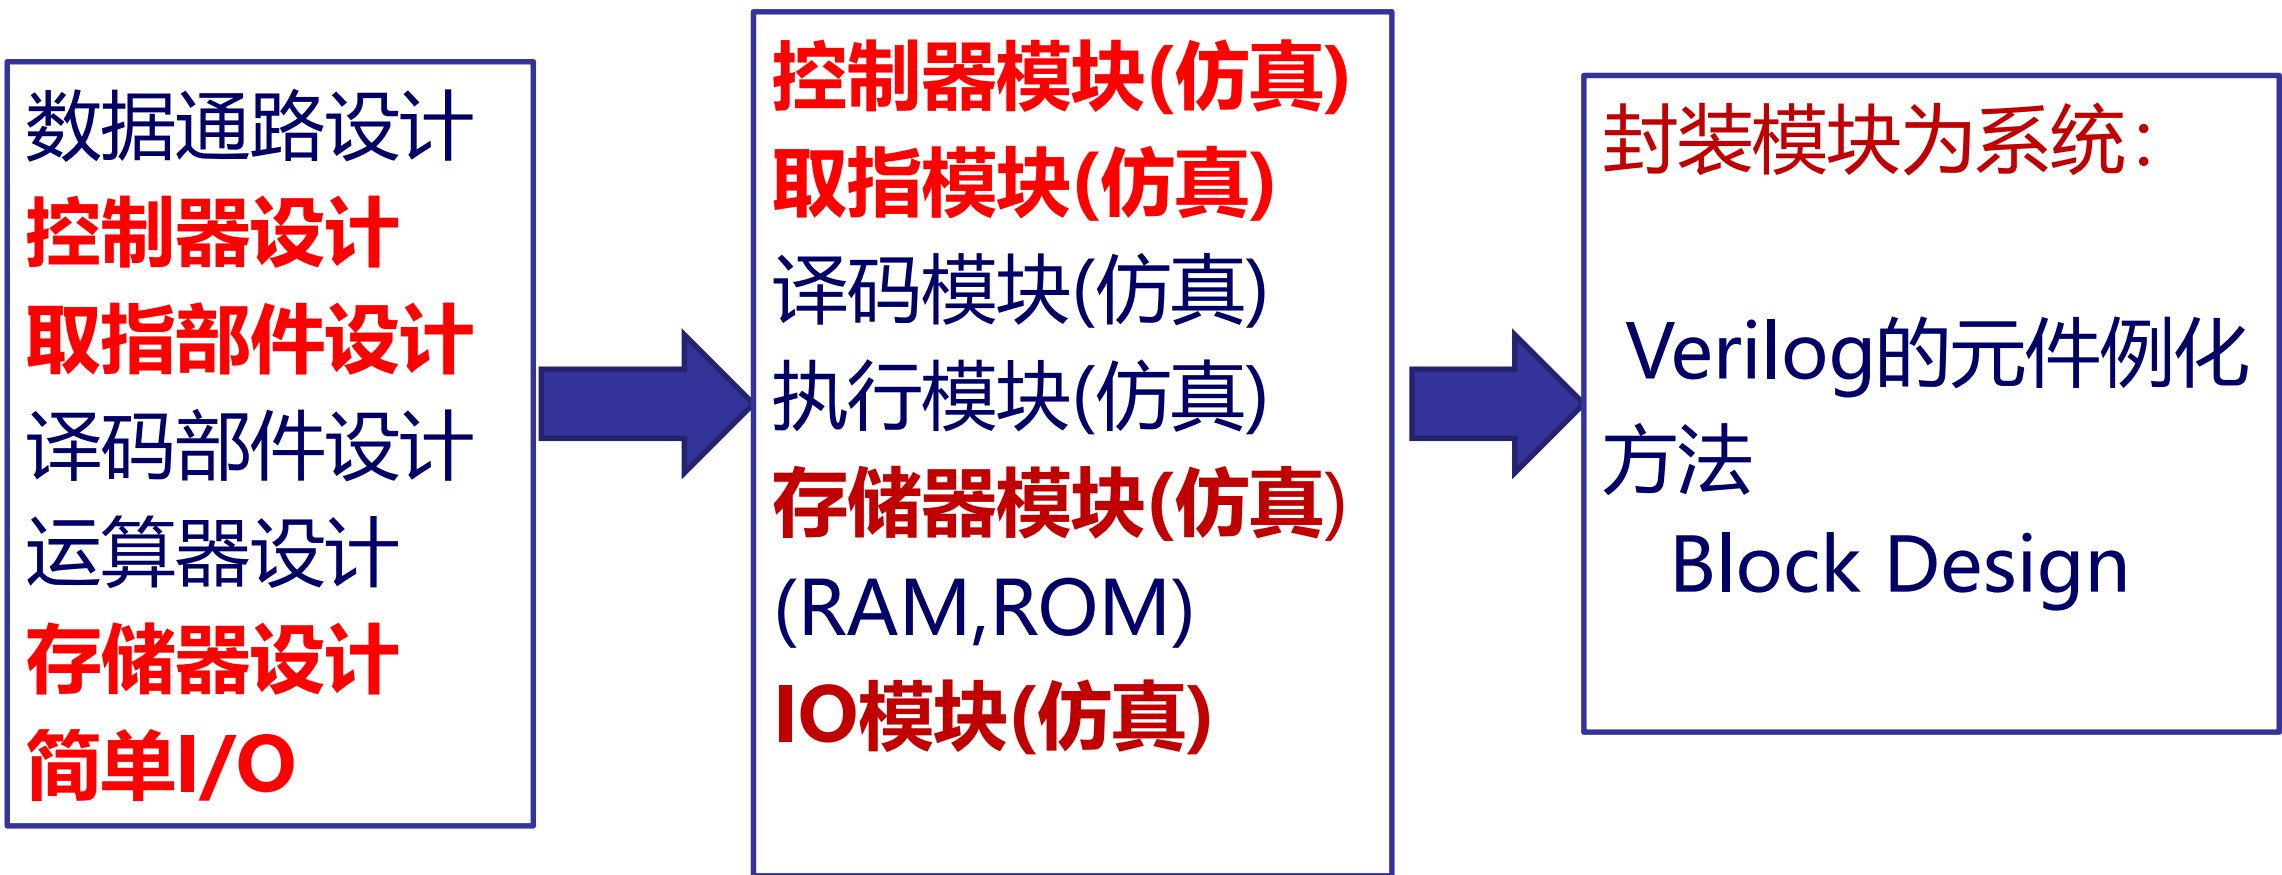 数据通路设计
控制器设计
取指部件设计
译码部件设计
运算器设计
存储器设计
简单I/O
控制器模块(仿真)
取指模块(仿真)
译码模块(仿真)
执行模块(仿真)
存储器模块(仿真)
(RAM,ROM)
IO模块(仿真)
封装模块为系统：
Verilog的元件例化
方法
Block Design